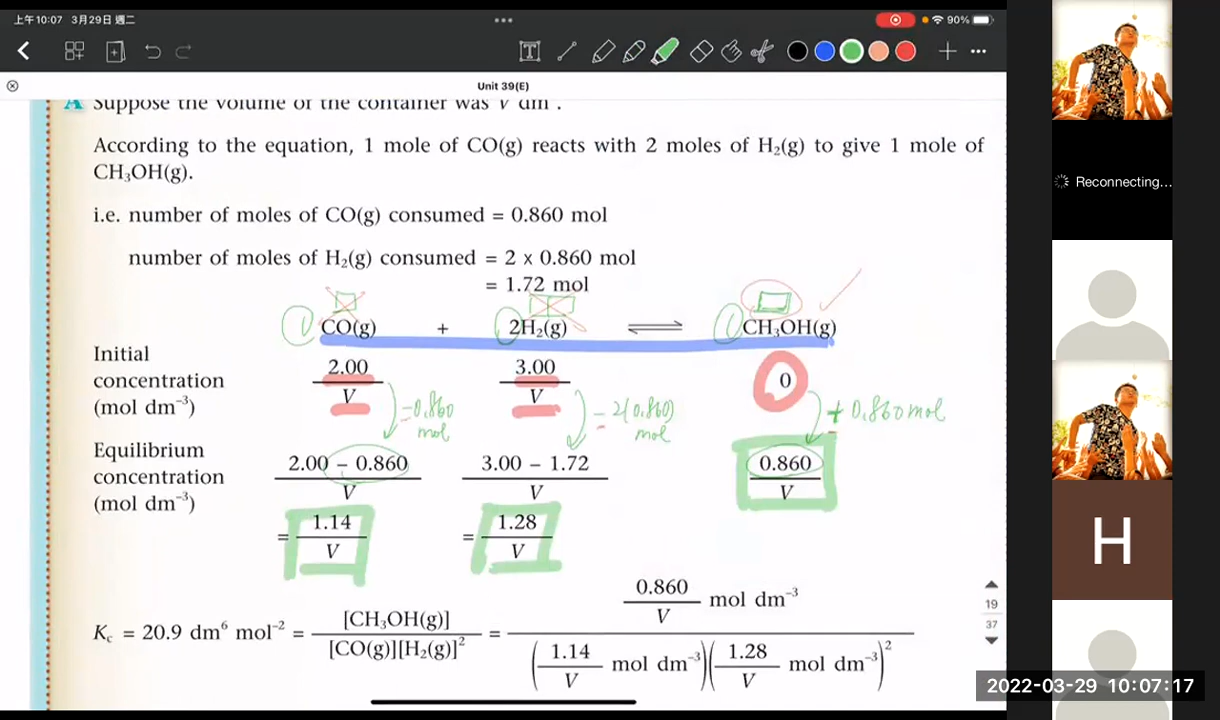 上午10:07 3月29日 週二
90%
Unit 39(E)
A Suppose the volume of the container was V dm .
According to the equation, 1 mole of CO(g) reacts with 2 moles of H₂(g) to give 1 mole of
CH₃OH(g).
i.e. number of moles of CO(g) consumed = 0.860 mol
number of moles of H₂(g) consumed = 2 x 0.860 mol
= 1.72 mol
1 CO(g) + 2H₂(g) ⇌ 1 CH₃OH(g)
Initial
concentration
(mol dm⁻³)
2.00/V 3.00/V 0
-0.860 mol
-2(0.860) mol
+ 0.860 mol
Equilibrium
concentration
(mol dm⁻³)
2.00 – 0.860/V 3.00 – 1.72/V 0.860/V
= 1.14/V = 1.28/V
K꜀ = 20.9 dm⁶ mol⁻² = [CH₃OH(g)]/[CO(g)][H₂(g)]² = 0.860/V mol dm⁻³/(1.14/V mol dm⁻³)(1.28/V mol dm⁻³)²
19
37
Reconnecting...
H
2022-03-29 10:07:17